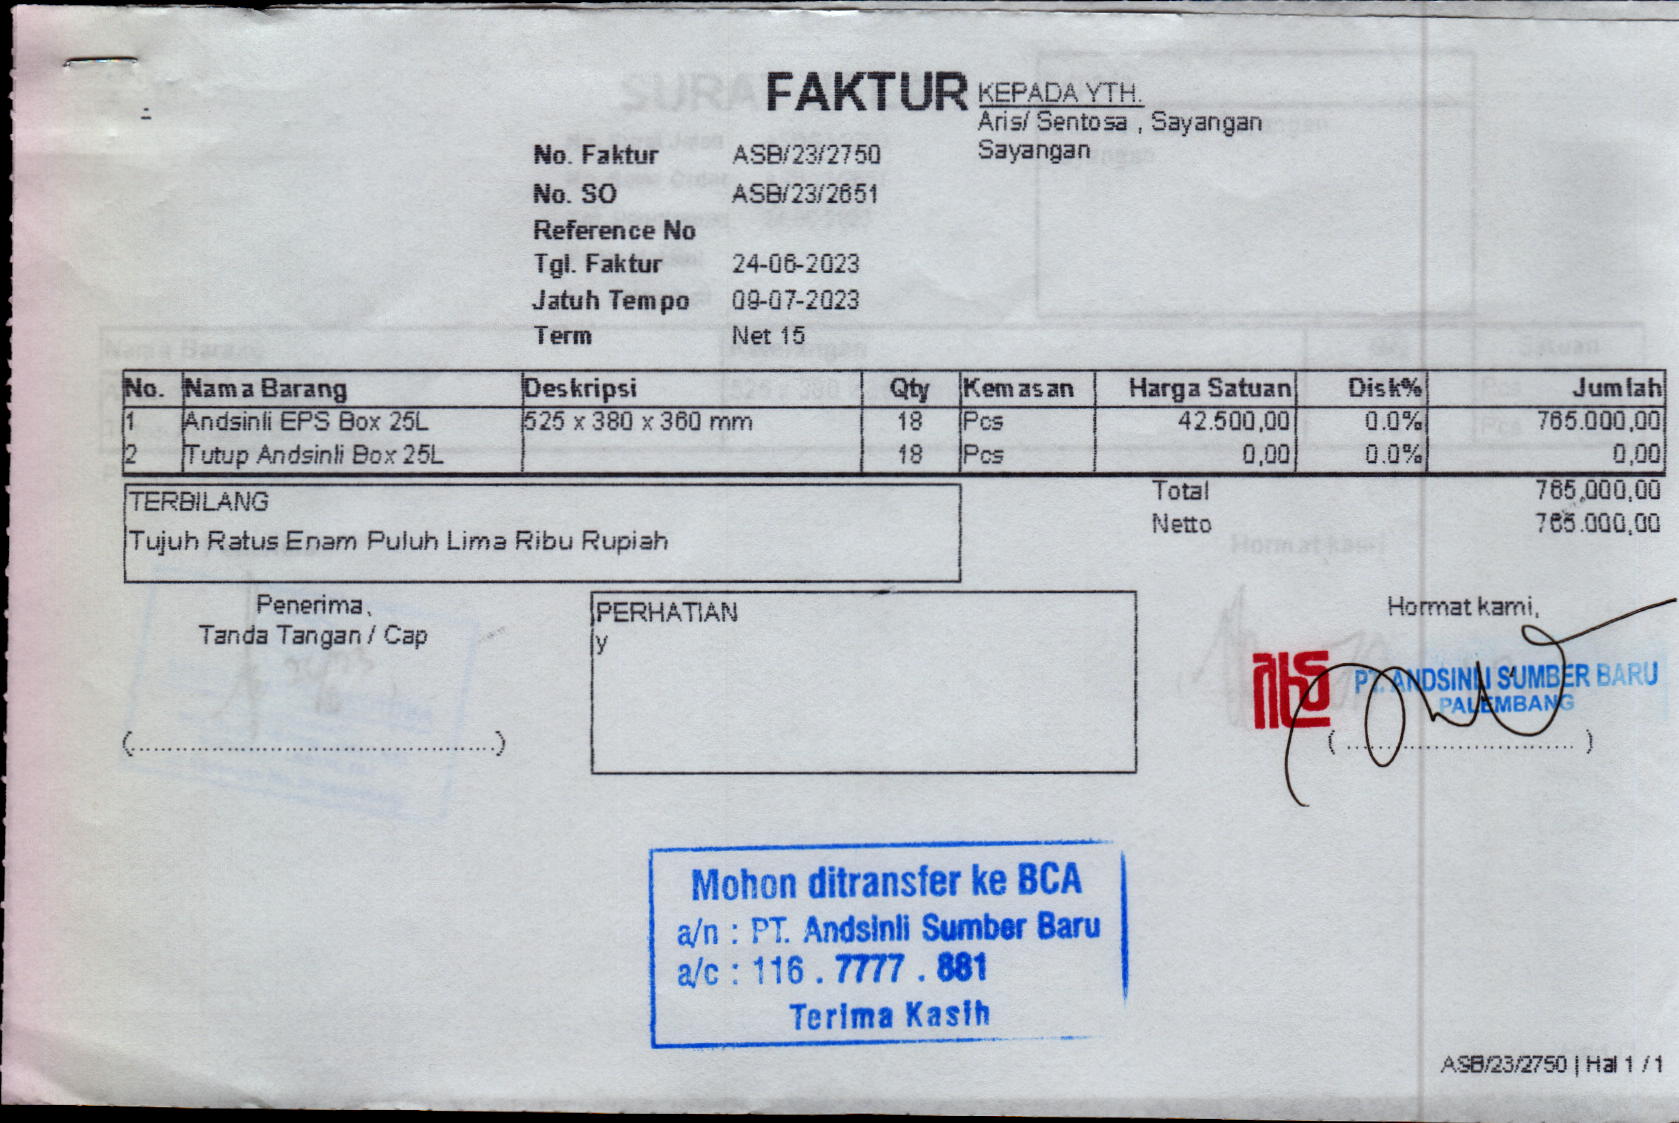 FAKTUR
KEPADA YTH.
Aris/ Sentosa , Sayangan
Sayangan
No. Faktur ASB/23/2750
No. SO ASB/23/2651
Reference No
Tgl. Faktur 24-06-2023
Jatuh Tempo 09-07-2023
Term Net 15
No. Nama Barang Deskripsi Qty Kemasan Harga Satuan Disk% Jumlah
1 Andsinli EPS Box 25L 525 x 380 x 360 mm 18 Pcs 42.500,00 0.0% 765.000,00
2 Tutup Andsinli Box 25L 18 Pcs 0,00 0.0% 0,00
TERBILANG
Tujuh Ratus Enam Puluh Lima Ribu Rupiah
Total 765.000,00
Netto 765.000,00
Penerima,
Tanda Tangan / Cap
(................................................)
PERHATIAN
y
Hormat kami,
PT. ANDSINLI SUMBER BARU
PALEMBANG
( .............................. )
Mohon ditransfer ke BCA
a/n : PT. Andsinli Sumber Baru
a/c : 116 . 7777 . 881
Terima Kasih
ASB/23/2750 | Hal 1 / 1